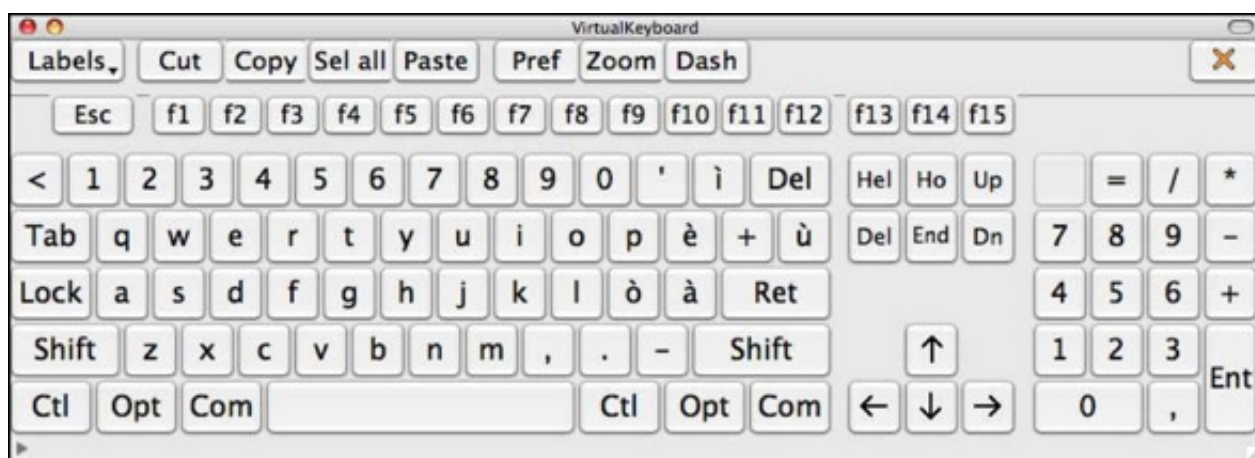 VirtualKeyboard
Labels Cut Copy Sel all Paste Pref Zoom Dash
Esc f1 f2 f3 f4 f5 f6 f7 f8 f9 f10 f11 f12 f13 f14 f15
< 1 2 3 4 5 6 7 8 9 0 ' ì Del Hel Ho Up = / *
Tab q w e r t y u i o p è + ù Del End Dn 7 8 9 -
Lock a s d f g h j k l ò à Ret 4 5 6 +
Shift z x c v b n m , . - Shift ↑ 1 2 3 Ent
Ctl Opt Com Ctl Opt Com ← ↓ → 0 ,